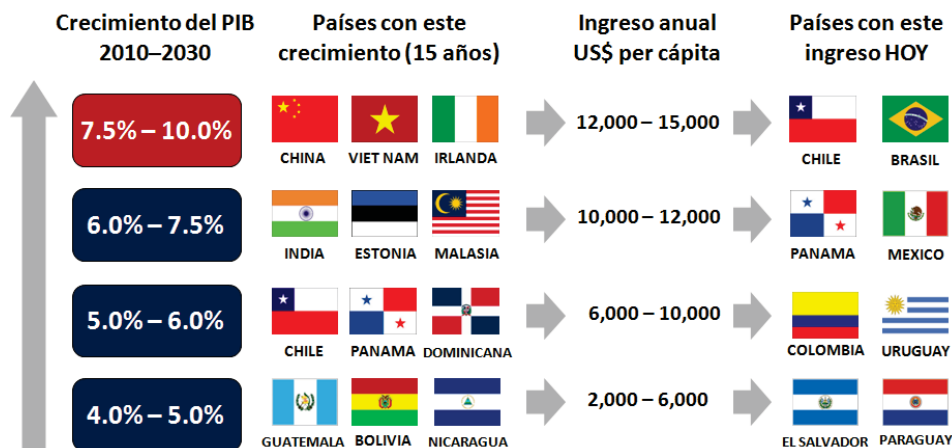 Crecimiento del PIB
2010–2030
Países con este
crecimiento (15 años)
Ingreso anual
US$ per cápita
Países con este
ingreso HOY
7.5% – 10.0%
CHINA
VIET NAM
IRLANDA
12,000 – 15,000
CHILE
BRASIL
6.0% – 7.5%
INDIA
ESTONIA
MALASIA
10,000 – 12,000
PANAMA
MEXICO
5.0% – 6.0%
CHILE
PANAMA
DOMINICANA
6,000 – 10,000
COLOMBIA
URUGUAY
4.0% – 5.0%
GUATEMALA
BOLIVIA
NICARAGUA
2,000 – 6,000
EL SALVADOR
PARAGUAY